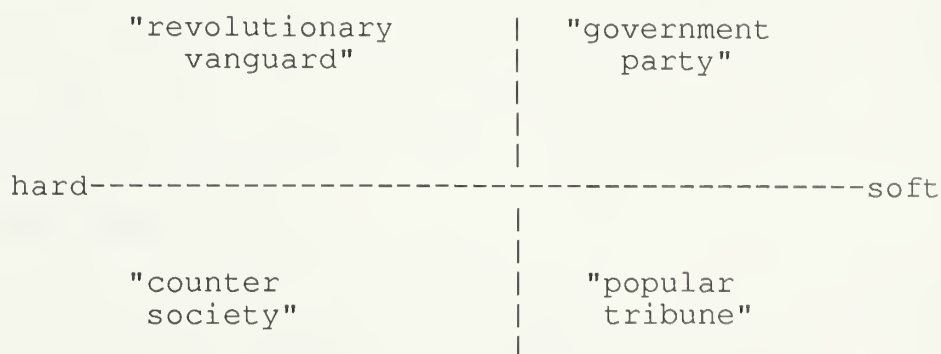 "revolutionary vanguard"
"government party"
hard-----------------------------------soft
"counter society"
"popular tribune"